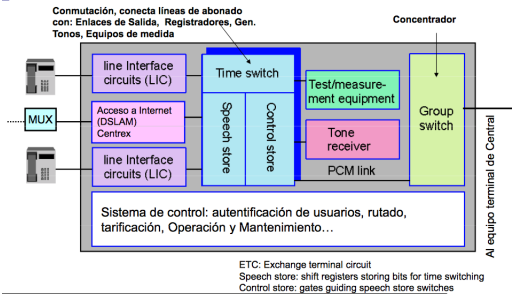 Conmutación, conecta líneas de abonado
con: Enlaces de Salida, Registradores, Gen.
Tonos, Equipos de medida
Concentrador
line Interface
circuits (LIC)
Time switch
Test/measure-
ment equipment
MUX
Acceso a Internet
(DSLAM)
Centrex
Speech store
Control store
Group
switch
Tone
receiver
line Interface
circuits (LIC)
PCM link
Al equipo terminal de Central
Sistema de control: autentificación de usuarios, rutado,
tarificación, Operación y Mantenimiento…
ETC: Exchange terminal circuit
Speech store: shift registers storing bits for time switching
Control store: gates guiding speech store switches